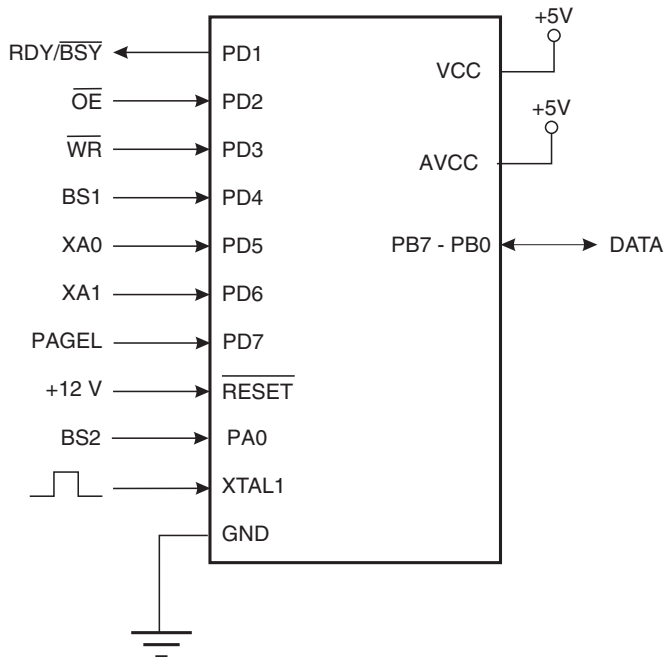 RDY/BSY PD1
OE PD2
WR PD3
BS1 PD4
XA0 PD5
XA1 PD6
PAGEL PD7
+12 V RESET
BS2 PA0
XTAL1
GND
+5V
VCC
+5V
AVCC
PB7 - PB0 DATA